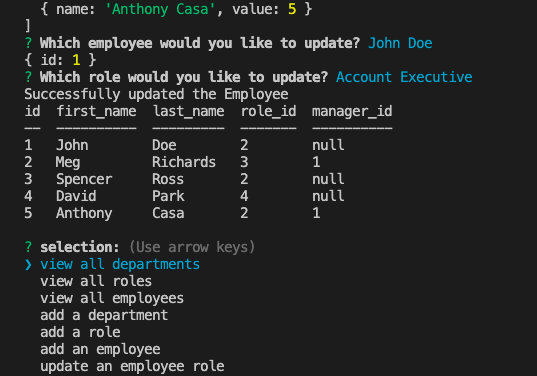 { name: 'Anthony Casa', value: 5 }
]
? Which employee would you like to update? John Doe
{ id: 1 }
? Which role would you like to update? Account Executive
Successfully updated the Employee
id  first_name  last_name  role_id  manager_id
--  ----------  ---------  -------  ----------
1   John        Doe        2        null
2   Meg         Richards   3        1
3   Spencer     Ross       2        null
4   David       Park       4        null
5   Anthony     Casa       2        1
? selection: (Use arrow keys)
❯ view all departments
view all roles
view all employees
add a department
add a role
add an employee
update an employee role